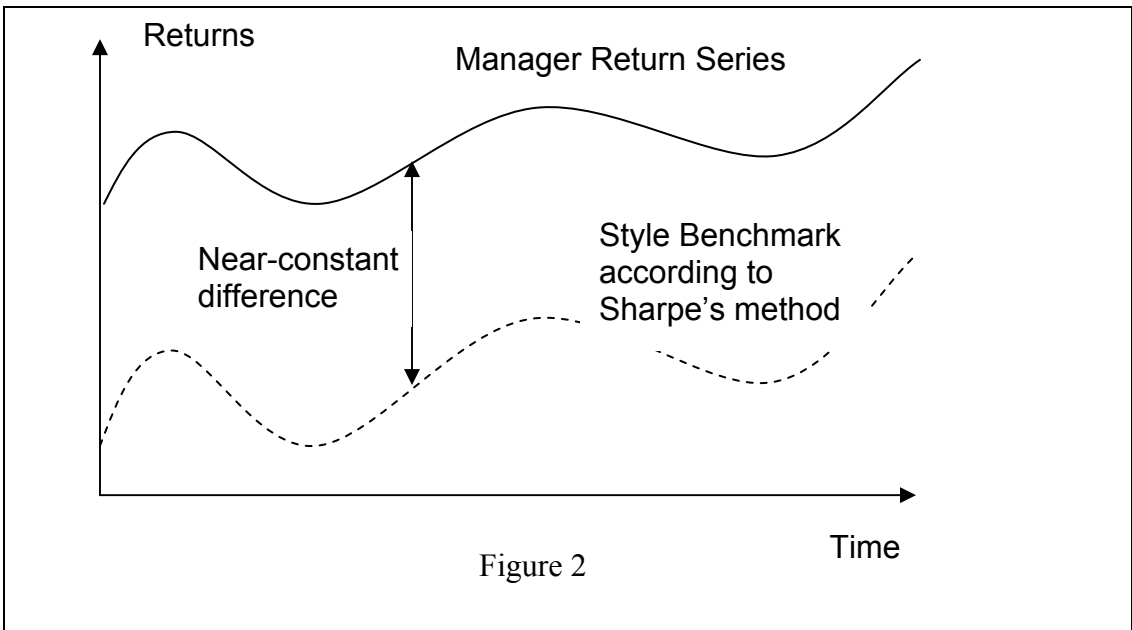 Returns
Manager Return Series
Near-constant
difference
Style Benchmark
according to
Sharpe's method
Time
Figure 2